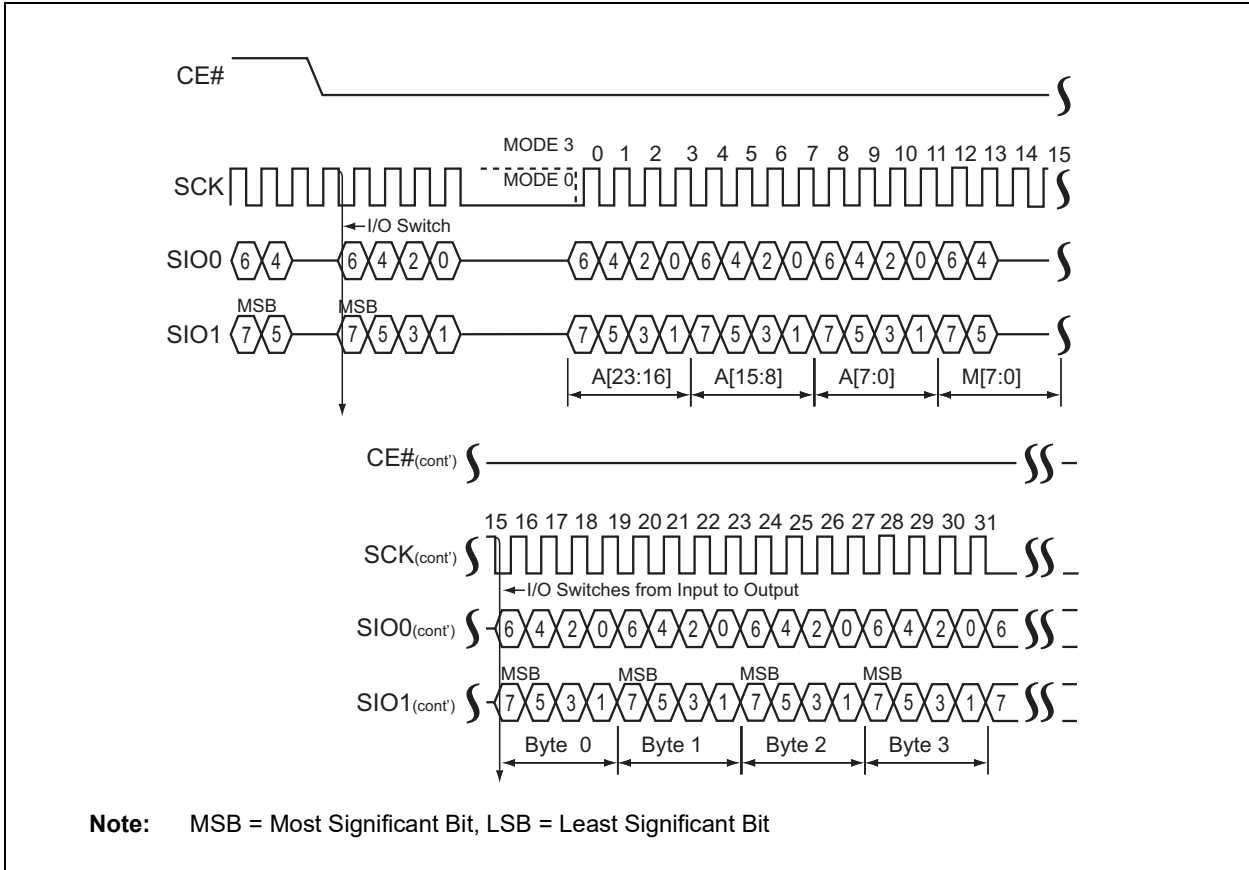 CE#
MODE 3
0 1 2 3 4 5 6 7 8 9 10 11 12 13 14 15
SCK
MODE 0
I/O Switch
SIO0 6 4 6 4 2 0 6 4 2 0 6 4 2 0 6 4 2 0 6 4
MSB MSB
SIO1 7 5 7 5 3 1 7 5 3 1 7 5 3 1 7 5 3 1 7 5
A[23:16] A[15:8] A[7:0] M[7:0]
CE#(cont')
15 16 17 18 19 20 21 22 23 24 25 26 27 28 29 30 31
SCK(cont')
I/O Switches from Input to Output
SIO0(cont') 6 4 2 0 6 4 2 0 6 4 2 0 6 4 2 0 6
MSB MSB MSB MSB
SIO1(cont') 7 5 3 1 7 5 3 1 7 5 3 1 7 5 3 1 7
Byte 0 Byte 1 Byte 2 Byte 3
Note: MSB = Most Significant Bit, LSB = Least Significant Bit